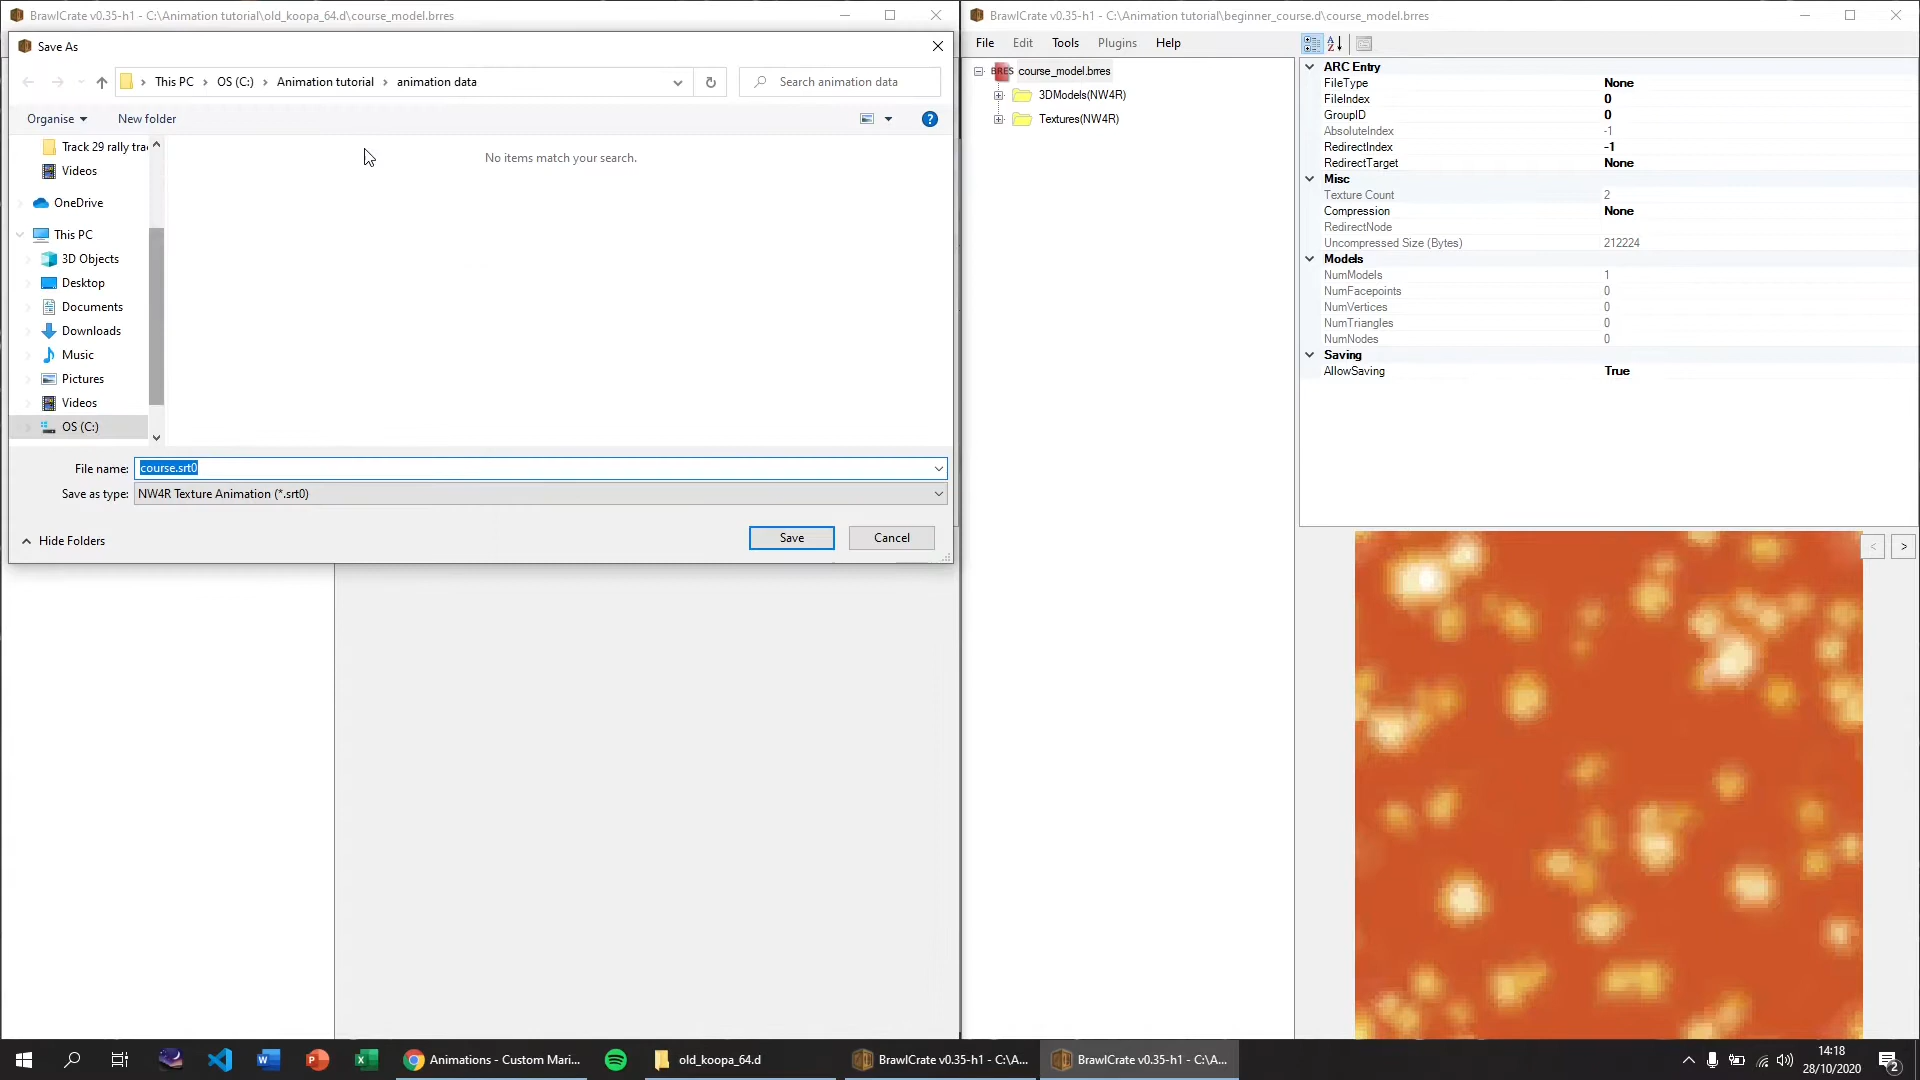 BrawlCrate v0.35-h1 - C:\Animation tutorial\old_koopa_64.d\course_model.brres
Save As
This PC
OS (C:)
Animation tutorial
animation data
Search animation data
Organise
New folder
Track 29 rally tra
Videos
OneDrive
This PC
3D Objects
Desktop
Documents
Downloads
Music
Pictures
Videos
OS (C:)
No items match your search.
File name: course.srt0
Save as type: NW4R Texture Animation (*.srt0)
Hide Folders
Save
Cancel
BrawlCrate v0.35-h1 - C:\Animation tutorial\beginner_course.d\course_model.brres
File Edit Tools Plugins Help
BRES course_model.brres
3DModels(NW4R)
Textures(NW4R)
ARC Entry
FileType None
FileIndex 0
GroupID 0
AbsoluteIndex -1
RedirectIndex -1
RedirectTarget None
Misc
Texture Count 2
Compression None
RedirectNode
Uncompressed Size (Bytes) 212224
Models
NumModels 1
NumFacepoints 0
NumVertices 0
NumTriangles 0
NumNodes 0
Saving
AllowSaving True
< >
Animations - Custom Mari...
old_koopa_64.d
BrawlCrate v0.35-h1 - C:\A...
BrawlCrate v0.35-h1 - C:\A...
14:18
28/10/2020
2